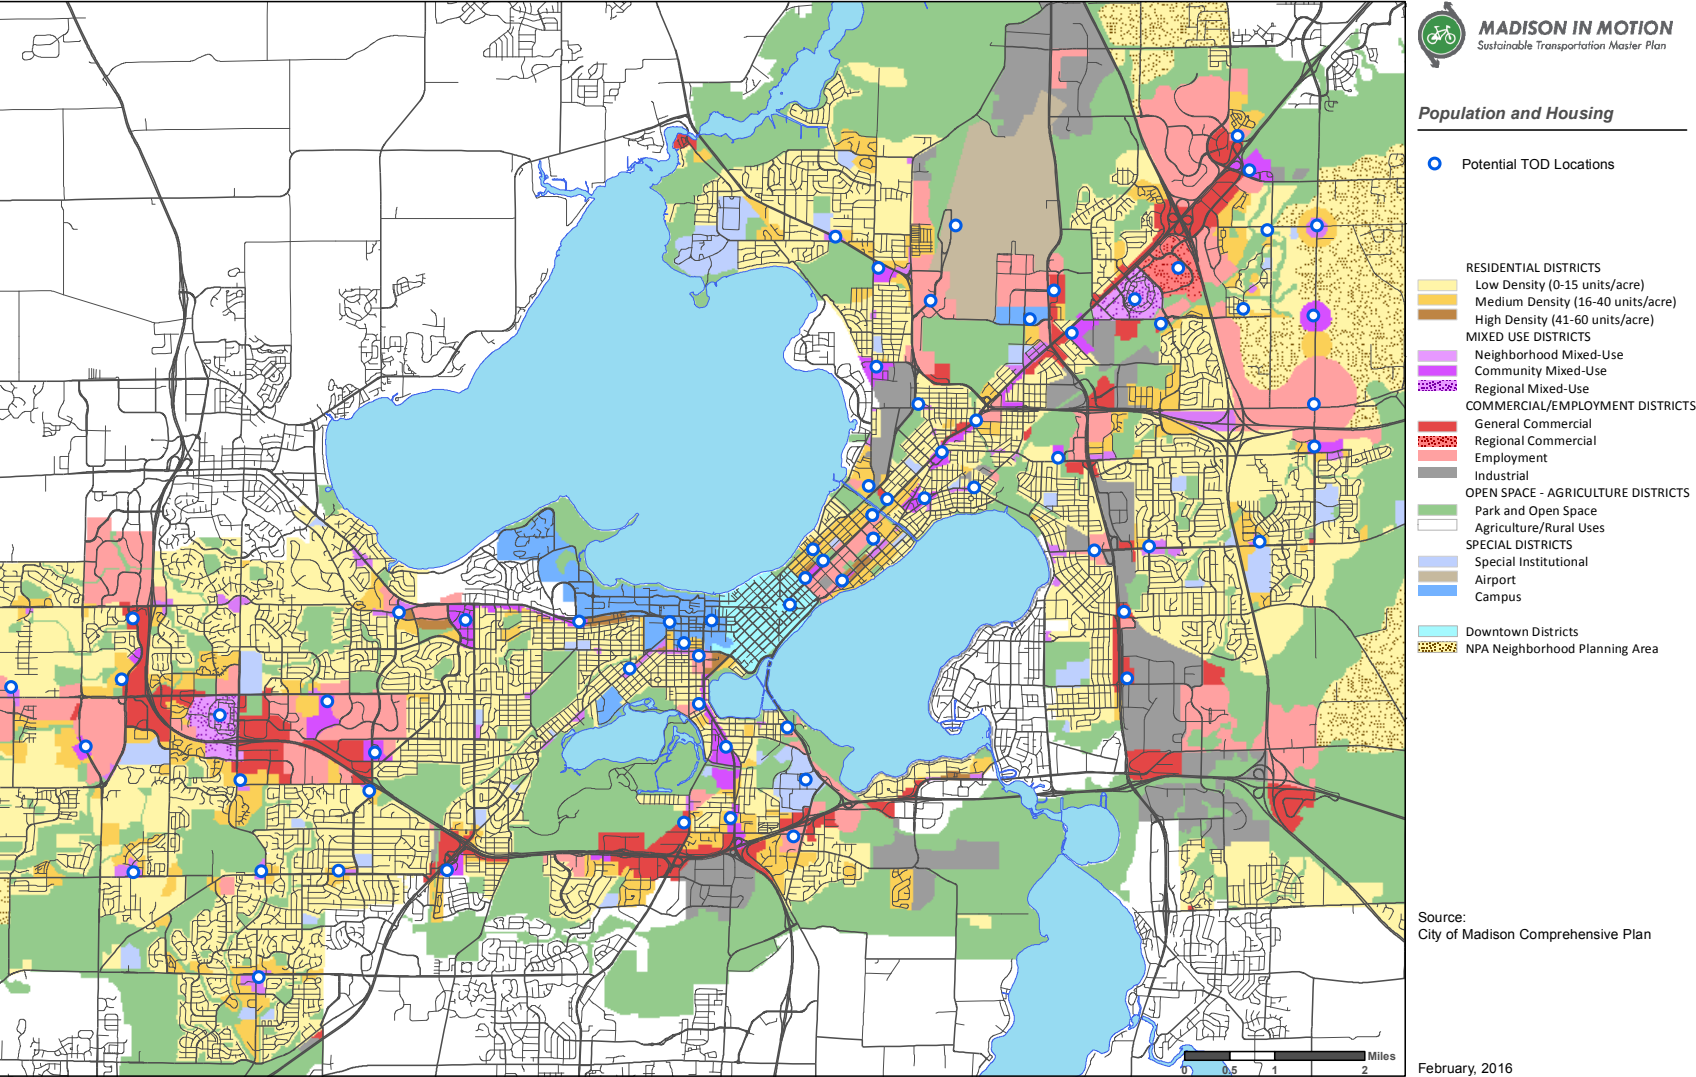 MADISON IN MOTION
Sustainable Transportation Master Plan
Population and Housing
Potential TOD Locations
RESIDENTIAL DISTRICTS
Low Density (0-15 units/acre)
Medium Density (16-40 units/acre)
High Density (41-60 units/acre)
MIXED USE DISTRICTS
Neighborhood Mixed-Use
Community Mixed-Use
Regional Mixed-Use
COMMERCIAL/EMPLOYMENT DISTRICTS
General Commercial
Regional Commercial
Employment
Industrial
OPEN SPACE - AGRICULTURE DISTRICTS
Park and Open Space
Agriculture/Rural Uses
SPECIAL DISTRICTS
Special Institutional
Airport
Campus
Downtown Districts
NPA Neighborhood Planning Area
Source:
City of Madison Comprehensive Plan
Miles
0 0.5 1 2
February, 2016